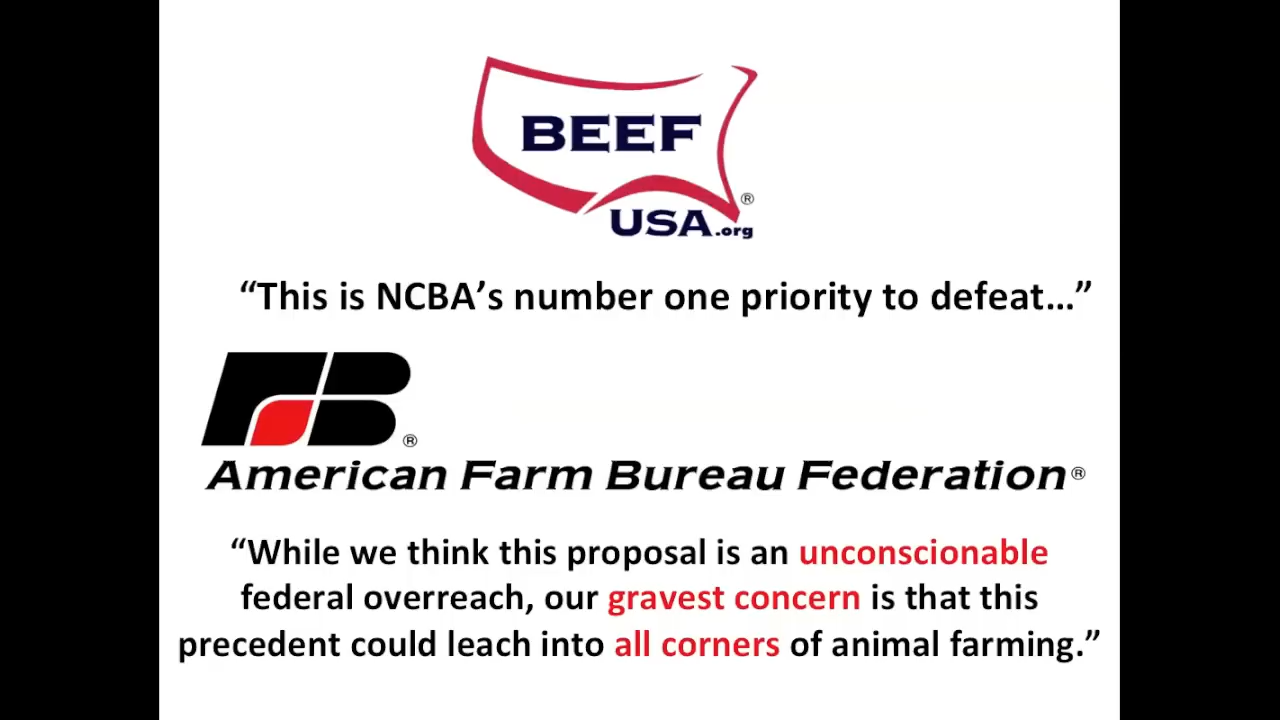 BEEF
USA.org®
“This is NCBA’s number one priority to defeat…”
FB®
American Farm Bureau Federation®
“While we think this proposal is an unconscionable
federal overreach, our gravest concern is that this
precedent could leach into all corners of animal farming.”